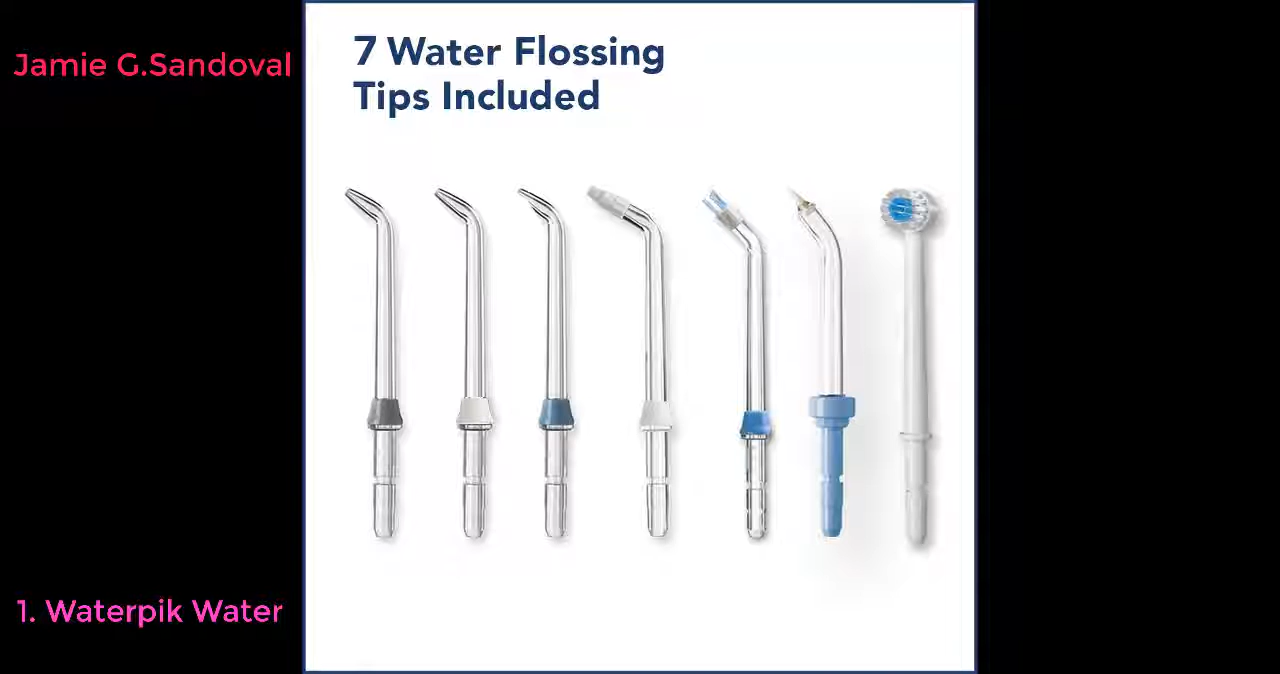 Jamie G.Sandoval
7 Water Flossing
Tips Included
1. Waterpik Water